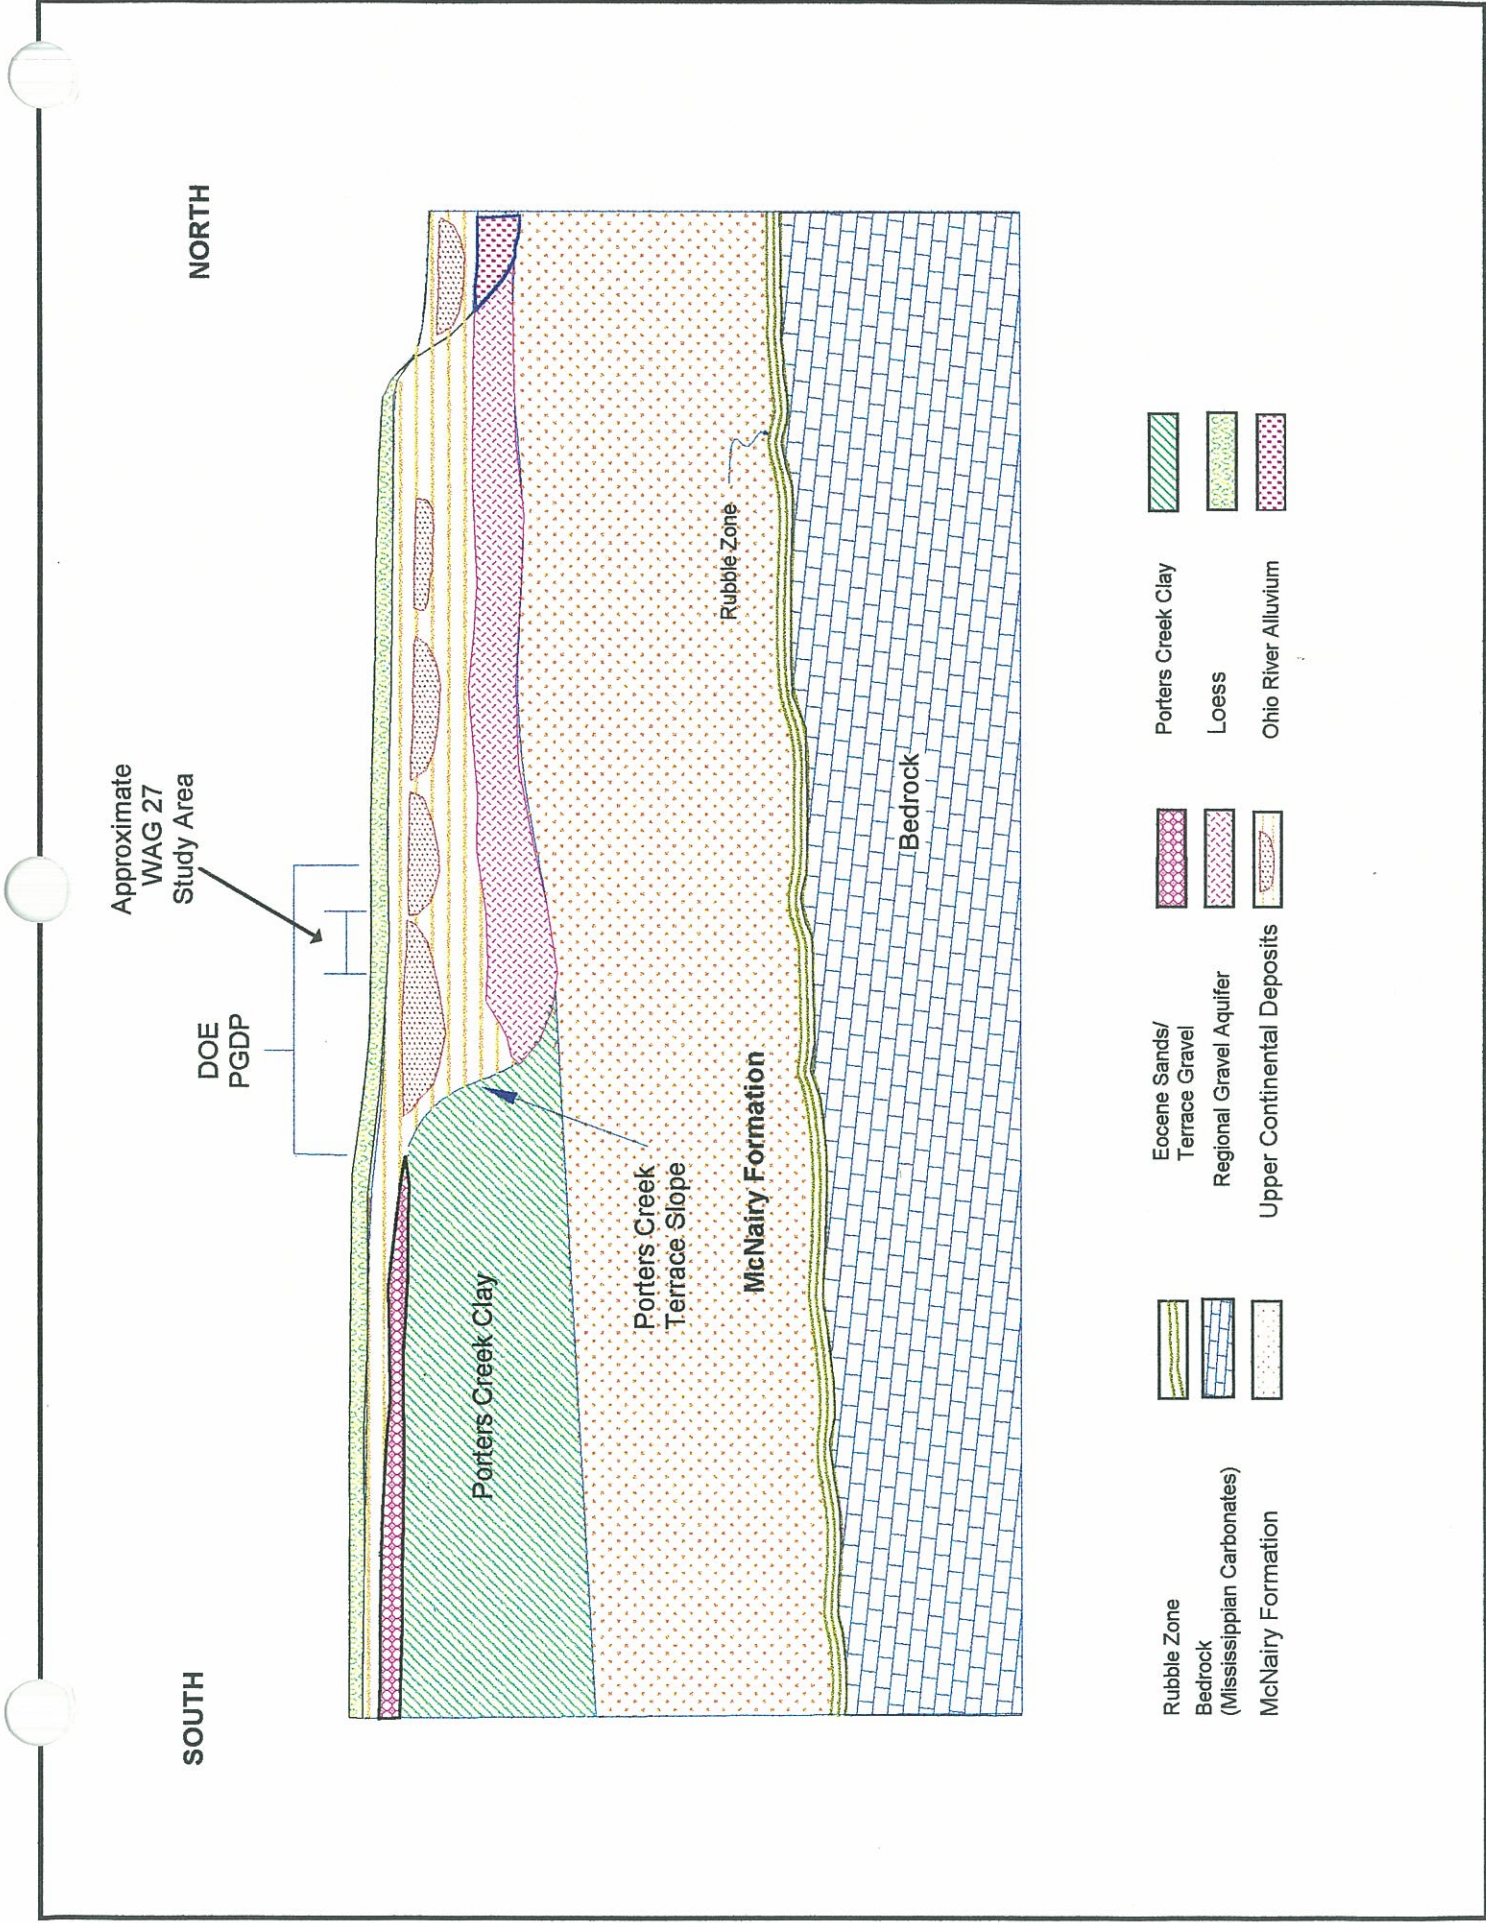 SOUTH
NORTH
Approximate
WAG 27
Study Area
DOE
PGDP
Porters Creek Clay
Porters Creek
Terrace Slope
McNairy Formation
Rubble Zone
Bedrock
Rubble Zone
Bedrock
(Mississippian Carbonates)
McNairy Formation
Eocene Sands/
Terrace Gravel
Regional Gravel Aquifer
Upper Continental Deposits
Porters Creek Clay
Loess
Ohio River Alluvium